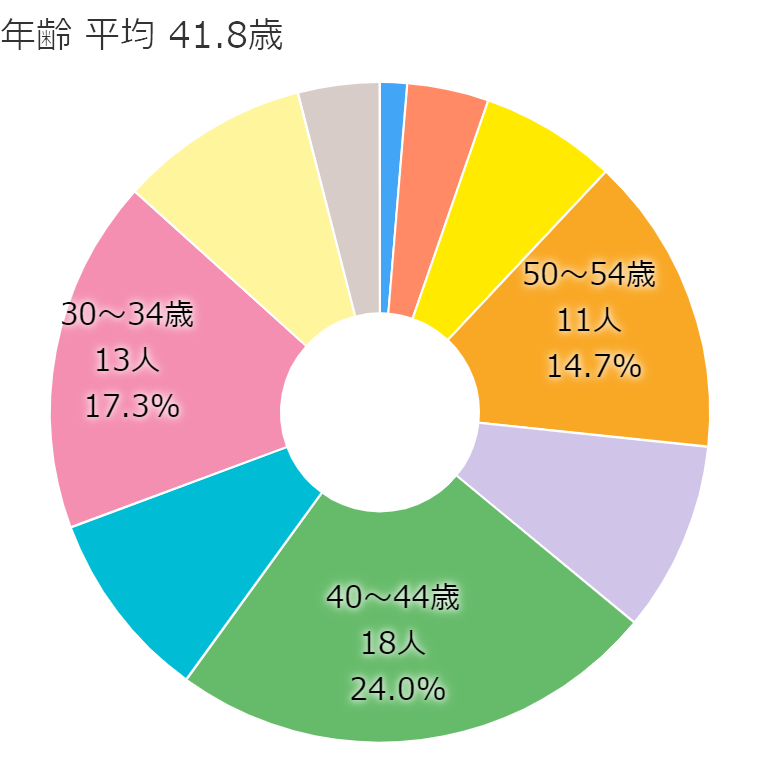 年齢 平均 41.8歳
50～54歳
11人
14.7%
30～34歳
13人
17.3%
40～44歳
18人
24.0%